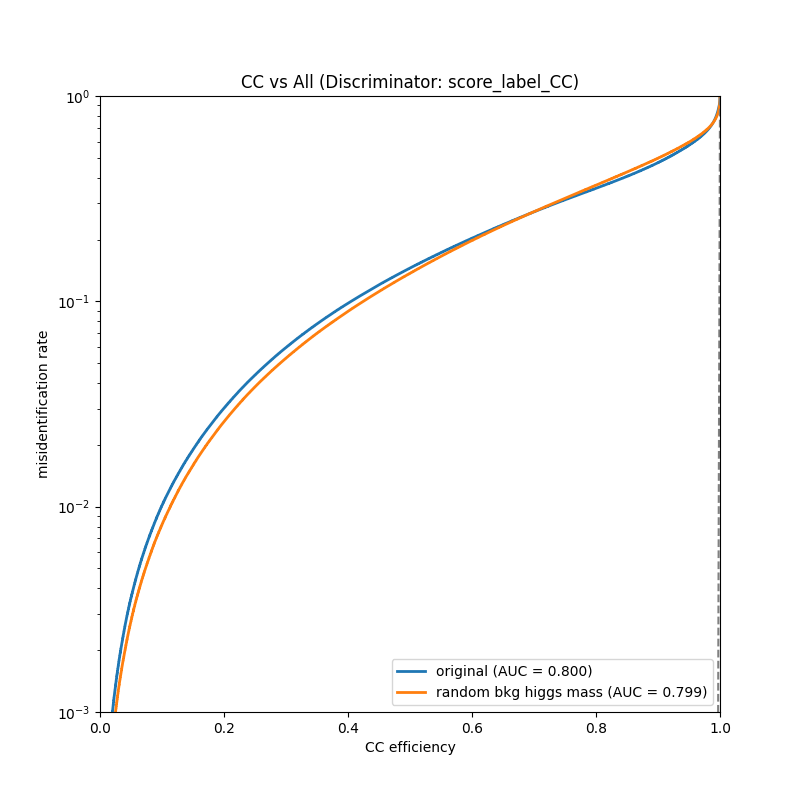 CC vs All (Discriminator: score_label_CC)
10⁰
10⁻¹
10⁻²
10⁻³
misidentification rate
0.0 0.2 0.4 0.6 0.8 1.0
CC efficiency
original (AUC = 0.800)
random bkg higgs mass (AUC = 0.799)